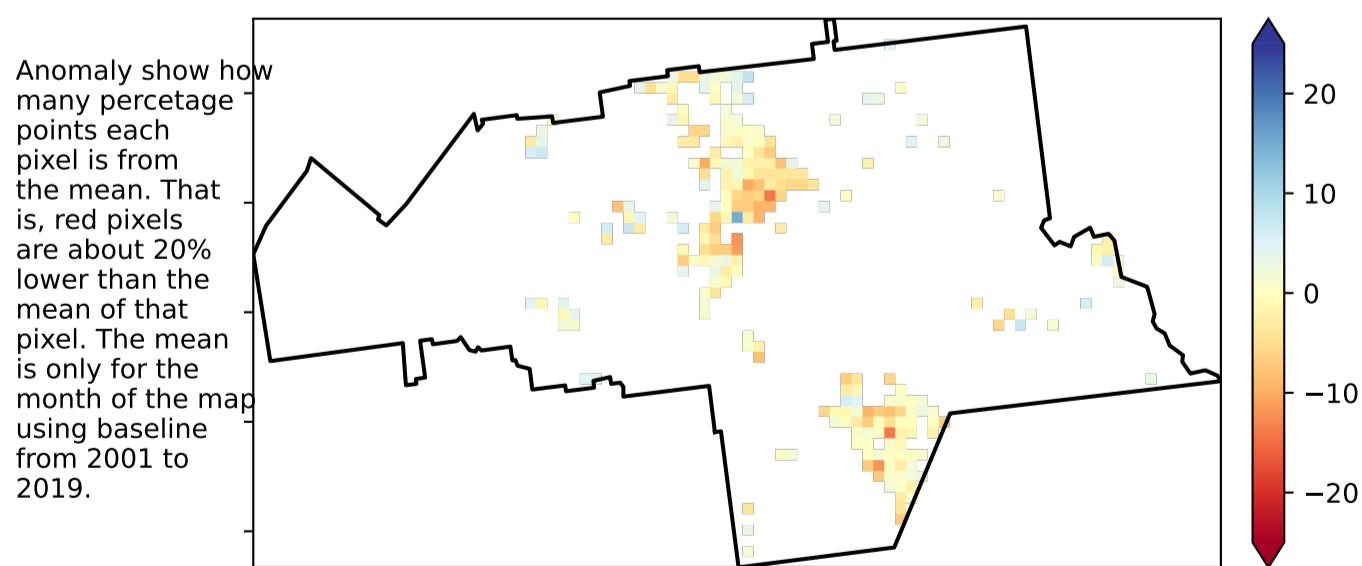 Anomaly show how
many percetage
points each
pixel is from
the mean. That
is, red pixels
are about 20%
lower than the
mean of that
pixel. The mean
is only for the
month of the map
using baseline
from 2001 to
2019.
20
10
0
−10
−20